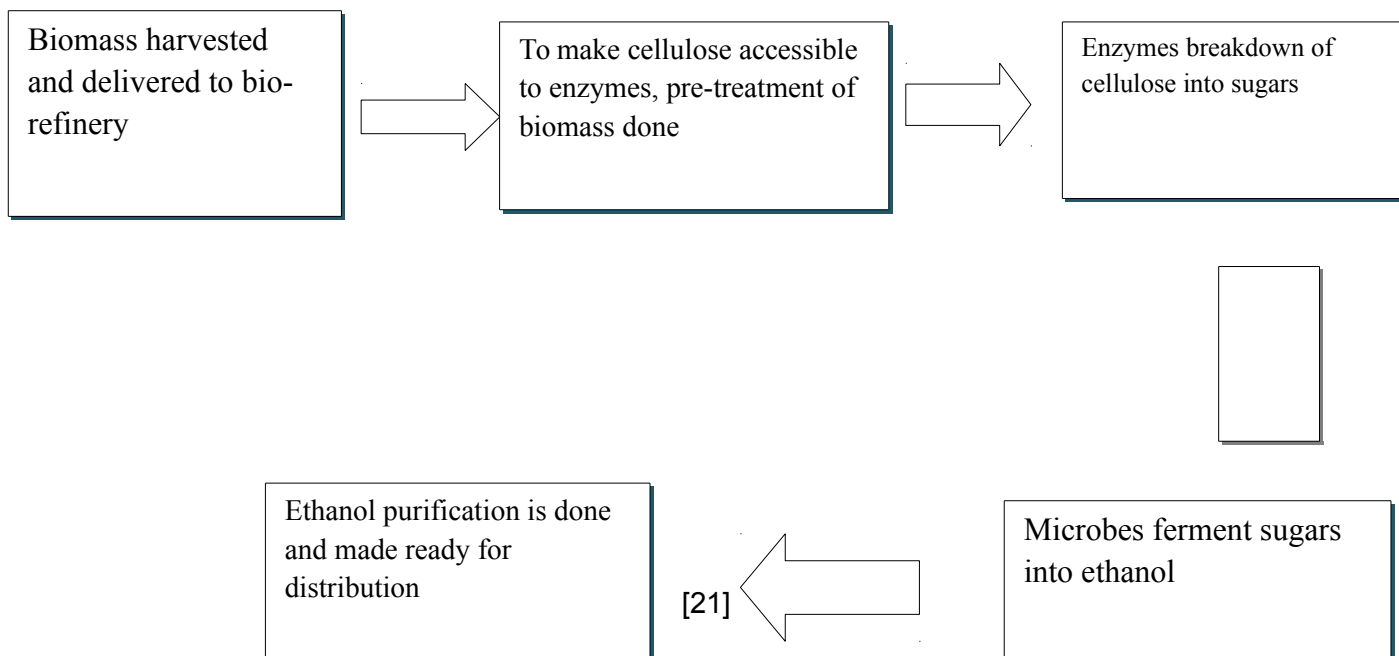 Biomass harvested
and delivered to bio-
refinery
To make cellulose accessible
to enzymes, pre-treatment of
biomass done
Enzymes breakdown of
cellulose into sugars
Microbes ferment sugars
into ethanol
Ethanol purification is done
and made ready for
distribution
[21]